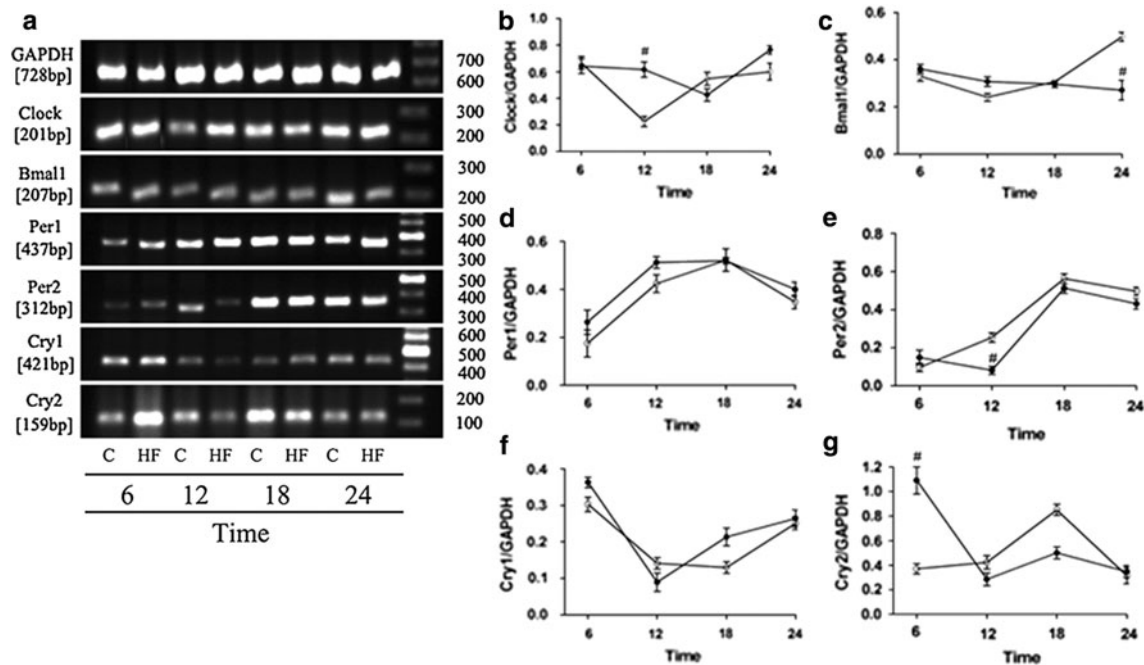 a
GAPDH
[728bp]
700
600
Clock
[201bp]
300
200
Bmal1
[207bp]
300
200
Per1
[437bp]
500
400
300
Per2
[312bp]
500
400
300
Cry1
[421bp]
600
500
400
Cry2
[159bp]
200
100
C HF C HF C HF C HF
6 12 18 24
Time
b
Clock/GAPDH
1.0
0.8
0.6
0.4
0.2
0.0
#
6 12 18 24
Time
c
Bmal1/GAPDH
0.6
0.4
0.2
0.0
#
6 12 18 24
Time
d
Per1/GAPDH
0.6
0.4
0.2
0.0
6 12 18 24
Time
e
Per2/GAPDH
0.8
0.6
0.4
0.2
0.0
#
6 12 18 24
Time
f
Cry1/GAPDH
0.4
0.3
0.2
0.1
0.0
6 12 18 24
Time
g
Cry2/GAPDH
#
1.2
1.0
0.8
0.6
0.4
0.2
0.0
6 12 18 24
Time